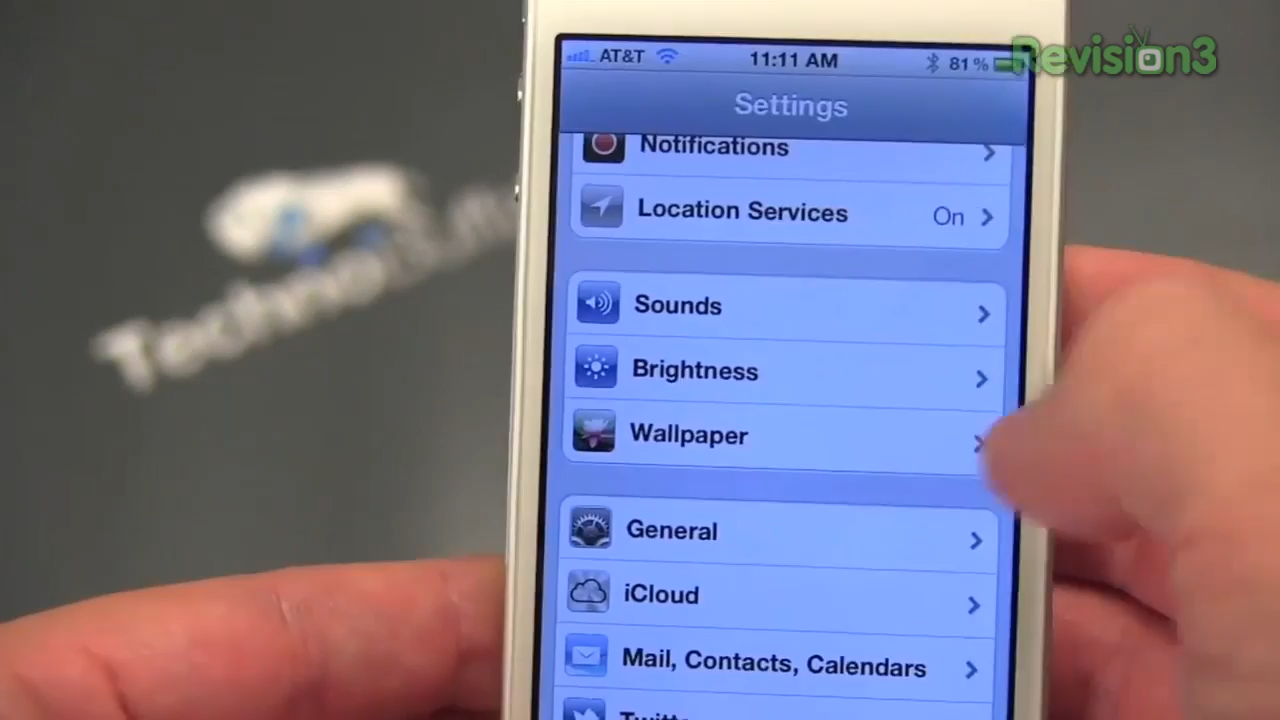 AT&T 11:11 AM 81%
Revision3
Settings
Notifications
Location Services On
Sounds
Brightness
Wallpaper
General
iCloud
Mail, Contacts, Calendars